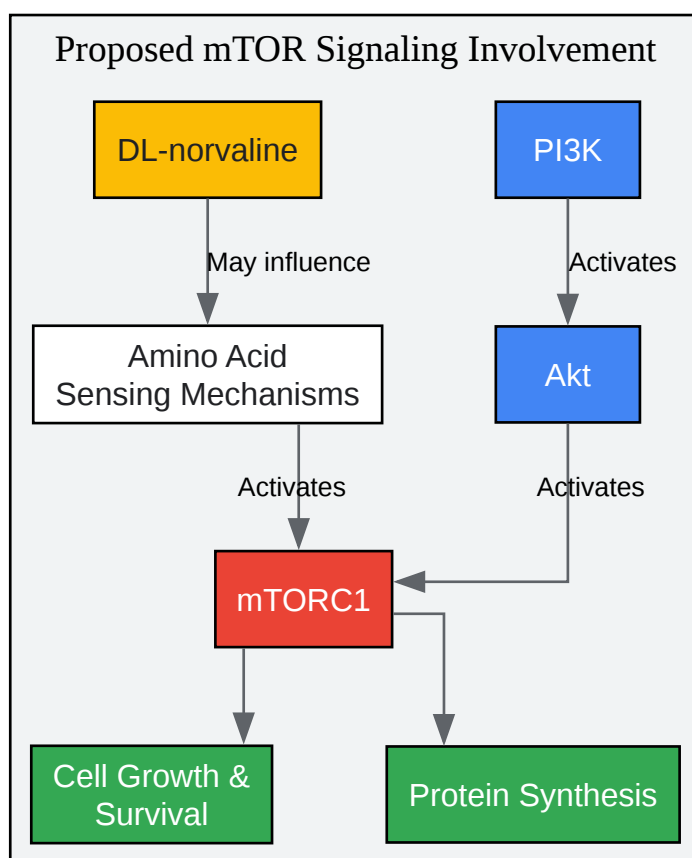 Proposed mTOR Signaling Involvement
DL-norvaline
PI3K
May influence
Activates
Amino Acid
Sensing Mechanisms
Akt
Activates
Activates
mTORC1
Cell Growth &
Survival
Protein Synthesis